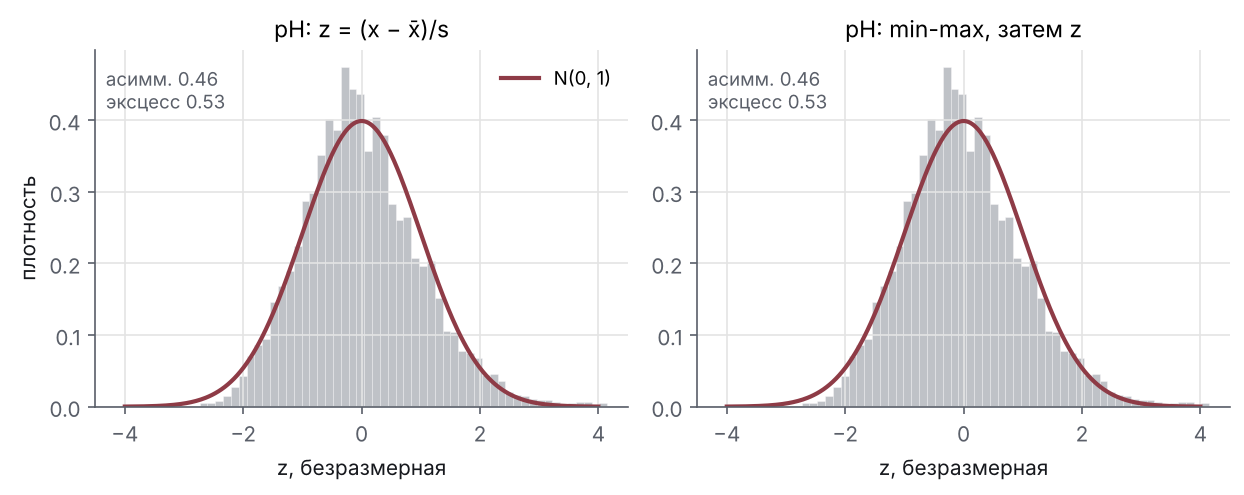 pH: z = (x − x̄)/s
асимм. 0.46
эксцесс 0.53
N(0, 1)
плотность
0.4
0.3
0.2
0.1
0.0
−4
−2
0
2
4
z, безразмерная
pH: min-max, затем z
асимм. 0.46
эксцесс 0.53
0.4
0.3
0.2
0.1
0.0
−4
−2
0
2
4
z, безразмерная